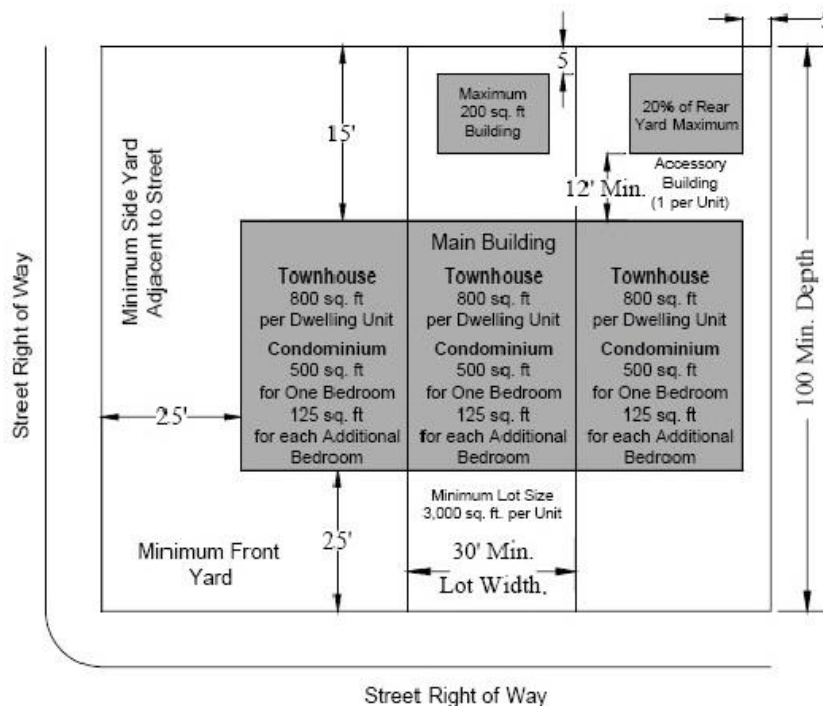 5
Maximum
200 sq. ft
Building
20% of Rear
Yard Maximum
15'
12' Min.
Accessory
Building
(1 per Unit)
Minimum Side Yard
Adjacent to Street
Street Right of Way
Main Building
Townhouse
800 sq. ft
per Dwelling Unit
Condominium
500 sq. ft
for One Bedroom
125 sq. ft
for each Additional
Bedroom
Townhouse
800 sq. ft
per Dwelling Unit
Condominium
500 sq. ft
for One Bedroom
125 sq. ft
for each Additional
Bedroom
Townhouse
800 sq. ft
per Dwelling Unit
Condominium
500 sq. ft
for One Bedroom
125 sq. ft
for each Additional
Bedroom
100 Min. Depth
25'
Minimum Lot Size
3,000 sq. ft. per Unit
25'
Minimum Front
Yard
30' Min.
Lot Width.
Street Right of Way